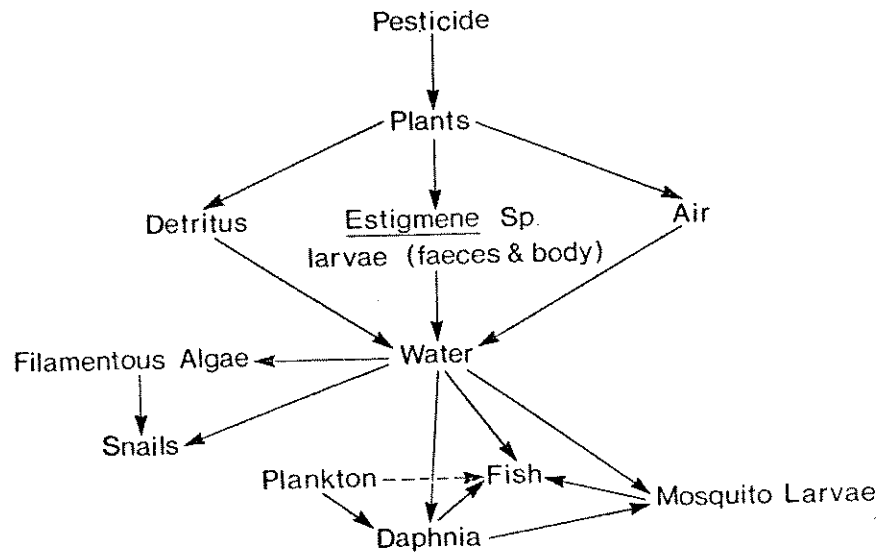 Pesticide
Plants
Detritus
Estigmene Sp.
larvae (faeces & body)
Air
Filamentous Algae
Water
Snails
Plankton
Fish
Mosquito Larvae
Daphnia